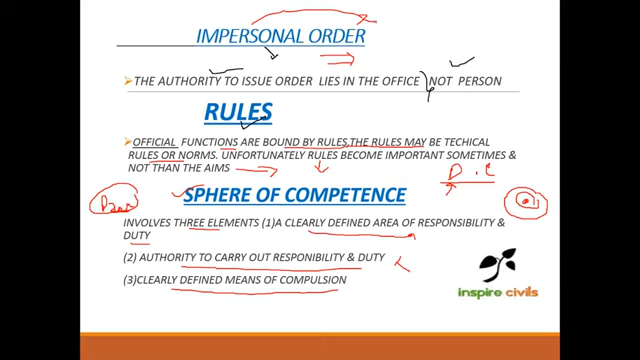 IMPERSONAL ORDER
THE AUTHORITY TO ISSUE ORDER LIES IN THE OFFICE NOT PERSON
RULES
OFFICIAL FUNCTIONS ARE BOUND BY RULES,THE RULES MAY BE TECHICAL
RULES OR NORMS. UNFORTUNATELY RULES BECOME IMPORTANT SOMETIMES &
NOT THAN THE AIMS
D.C
SPHERE OF COMPETENCE
INVOLVES THREE ELEMENTS (1)A CLEARLY DEFINED AREA OF RESPONSIBILITY &
DUTY
(2) AUTHORITY TO CARRY OUT RESPONIBILITY & DUTY
(3)CLEARLY DEFINED MEANS OF COMPULSION
inspire civils